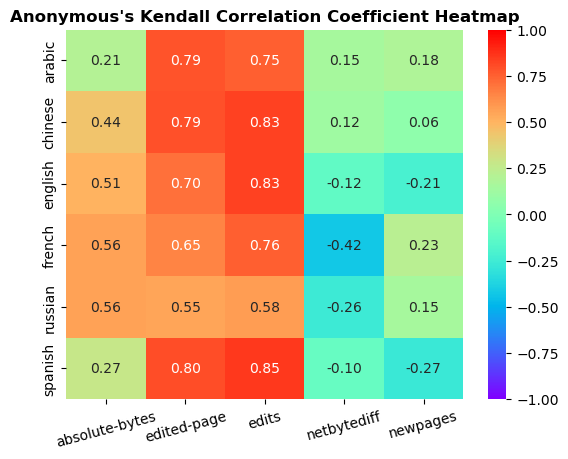 Anonymous's Kendall Correlation Coefficient Heatmap
arabic 0.21 0.79 0.75 0.15 0.18
chinese 0.44 0.79 0.83 0.12 0.06
english 0.51 0.70 0.83 -0.12 -0.21
french 0.56 0.65 0.76 -0.42 0.23
russian 0.56 0.55 0.58 -0.26 0.15
spanish 0.27 0.80 0.85 -0.10 -0.27
absolute-bytes edited-page edits netbytediff newpages
1.00
0.75
0.50
0.25
0.00
−0.25
−0.50
−0.75
−1.00